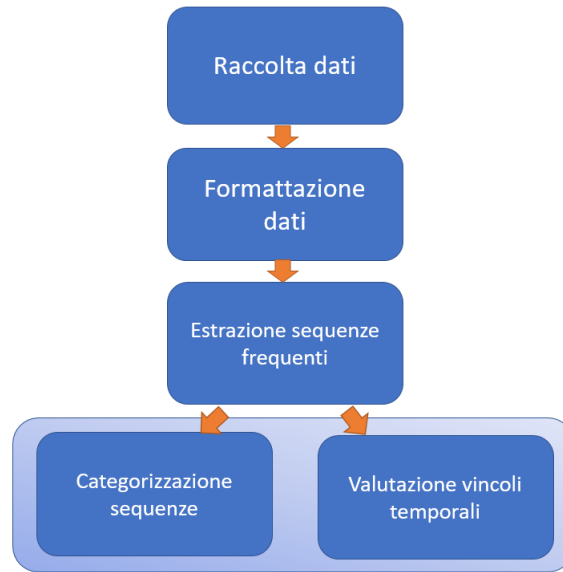 Raccolta dati
Formattazione
dati
Estrazione sequenze
frequenti
Categorizzazione
sequenze
Valutazione vincoli
temporali